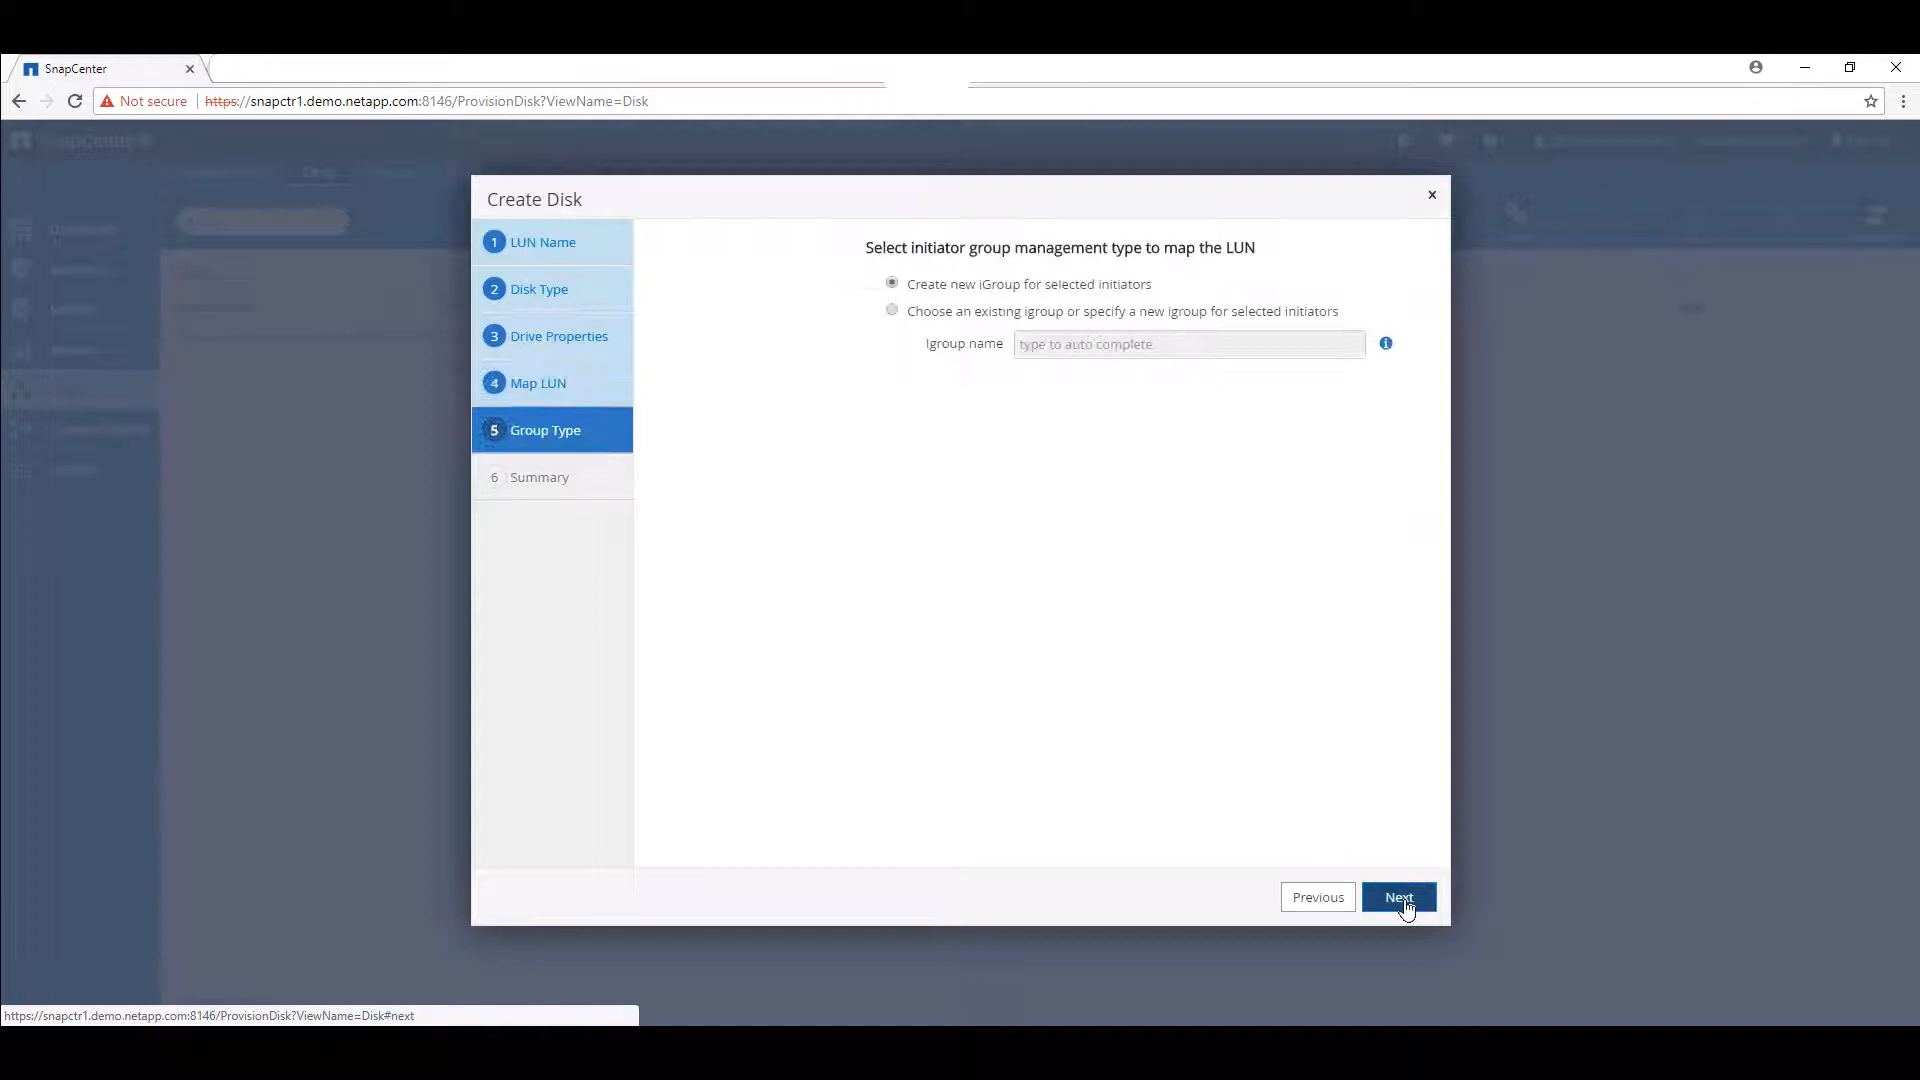 SnapCenter
Not secure | https://snapctr1.demo.netapp.com:8146/ProvisionDisk?ViewName=Disk
Create Disk
1 LUN Name
2 Disk Type
3 Drive Properties
4 Map LUN
5 Group Type
6 Summary
Select initiator group management type to map the LUN
Create new iGroup for selected initiators
Choose an existing igroup or specify a new igroup for selected initiators
Igroup name type to auto complete
Previous Next
https://snapctr1.demo.netapp.com:8146/ProvisionDisk?ViewName=Disk#next